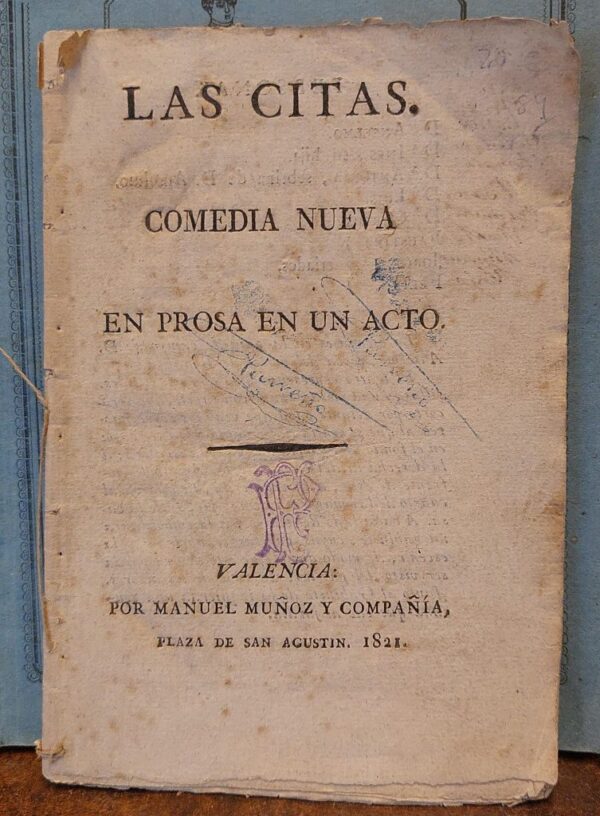 LAS CITAS.
COMEDIA NUEVA
EN PROSA EN UN ACTO.
VALENCIA:
POR MANUEL MUÑOZ Y COMPAÑÍA,
PLAZA DE SAN AGUSTIN. 1821.